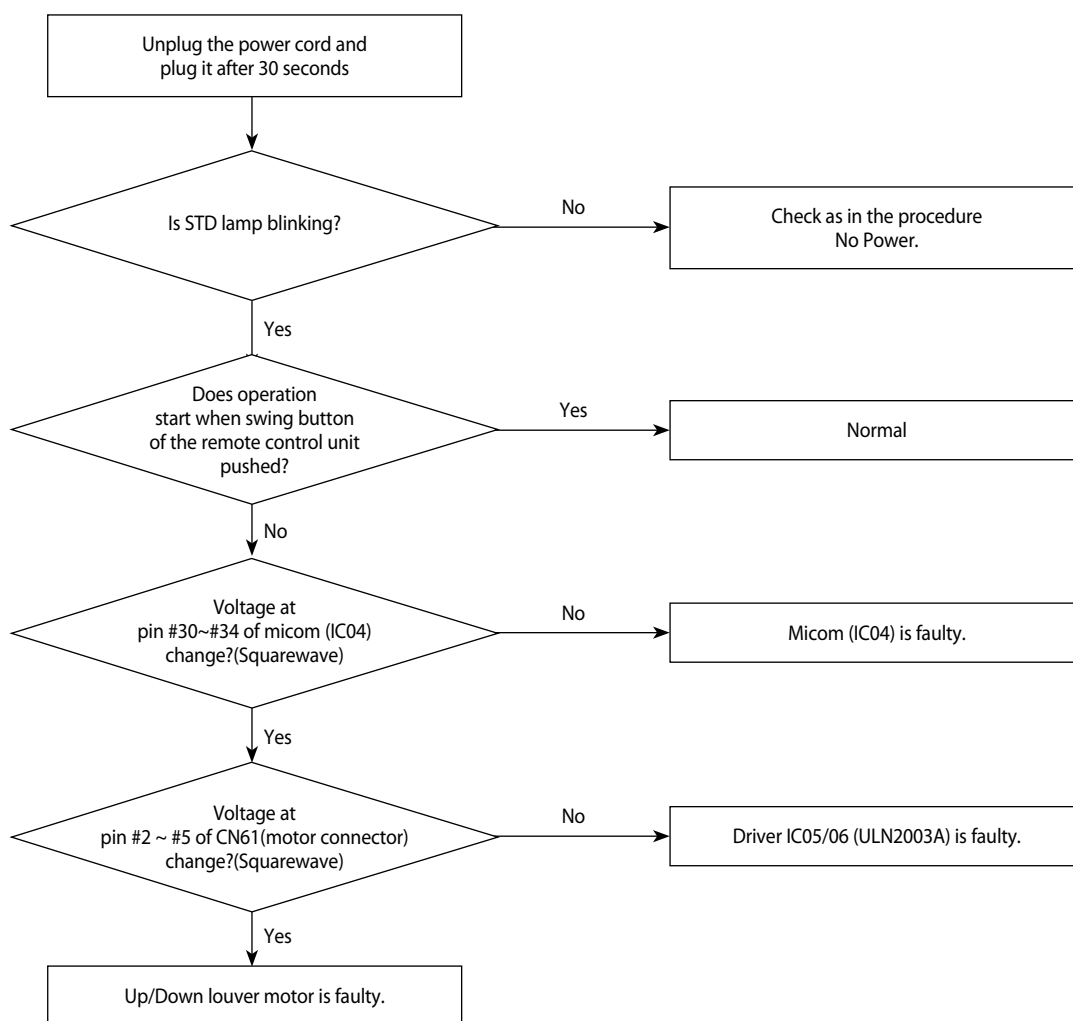 Unplug the power cord and
plug it after 30 seconds
Is STD lamp blinking?
No
Check as in the procedure
No Power.
Yes
Does operation
start when swing button
of the remote control unit
pushed?
Yes
Normal
No
Voltage at
pin #30~#34 of micom (IC04)
change?(Squarewave)
No
Micom (IC04) is faulty.
Yes
Voltage at
pin #2 ~ #5 of CN61(motor connector)
change?(Squarewave)
No
Driver IC05/06 (ULN2003A) is faulty.
Yes
Up/Down louver motor is faulty.